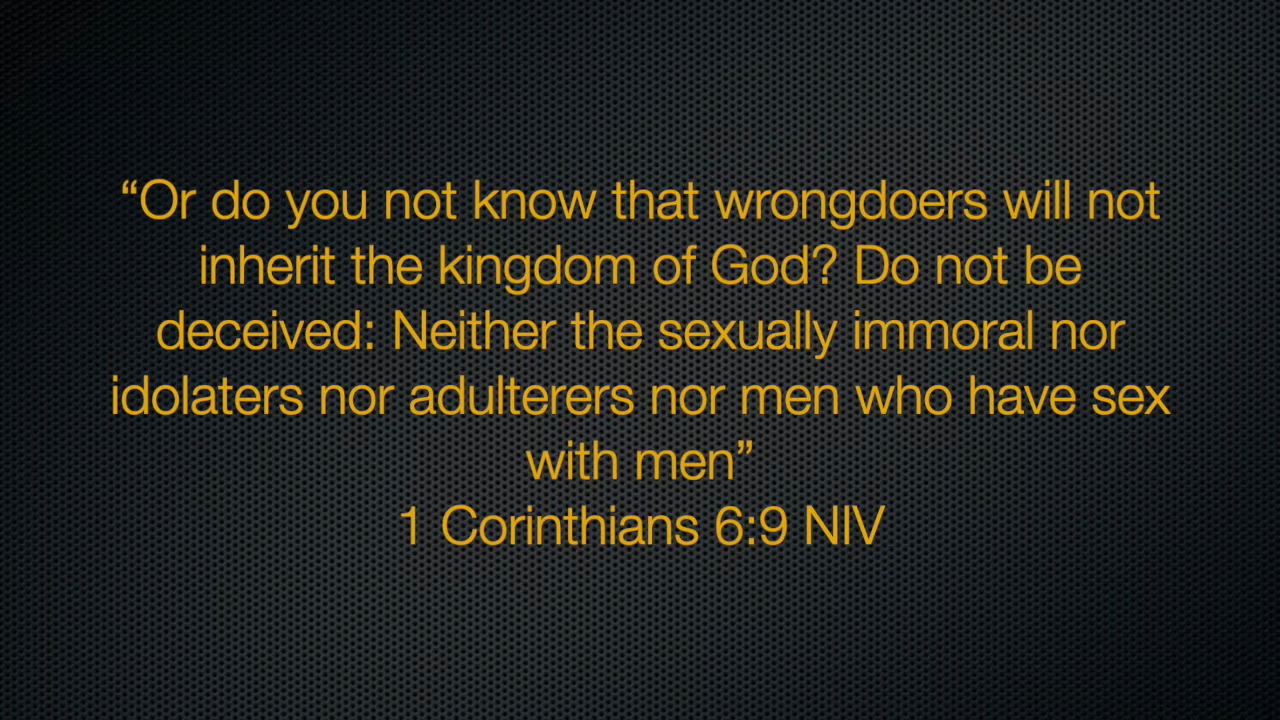 “Or do you not know that wrongdoers will not
inherit the kingdom of God? Do not be
deceived: Neither the sexually immoral nor
idolaters nor adulterers nor men who have sex
with men”
1 Corinthians 6:9 NIV